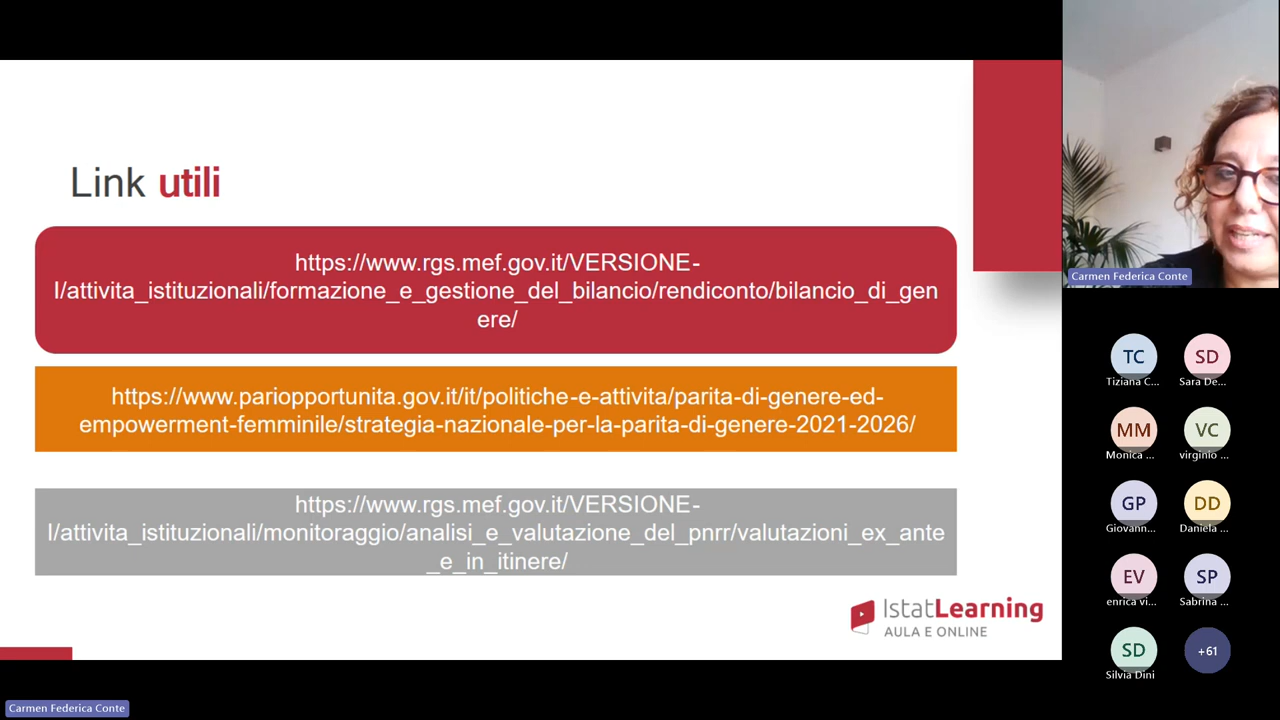 Link utili
https://www.rgs.mef.gov.it/VERSIONE-
I/attivita_istituzionali/formazione_e_gestione_del_bilancio/rendiconto/bilancio_di_gen
ere/
https://www.pariopportunita.gov.it/it/politiche-e-attivita/parita-di-genere-ed-
empowerment-femminile/strategia-nazionale-per-la-parita-di-genere-2021-2026/
https://www.rgs.mef.gov.it/VERSIONE-
I/attivita_istituzionali/monitoraggio/analisi_e_valutazione_del_pnrr/valutazioni_ex_ante
_e_in_itinere/
IstatLearning
AULA E ONLINE
Carmen Federica Conte
Carmen Federica Conte
TC SD
Tiziana C... Sara De...
MM VC
Monica ... virginio ...
GP DD
Giovann... Daniela ...
EV SP
enrica vi... Sabrina ...
SD +61
Silvia Dini